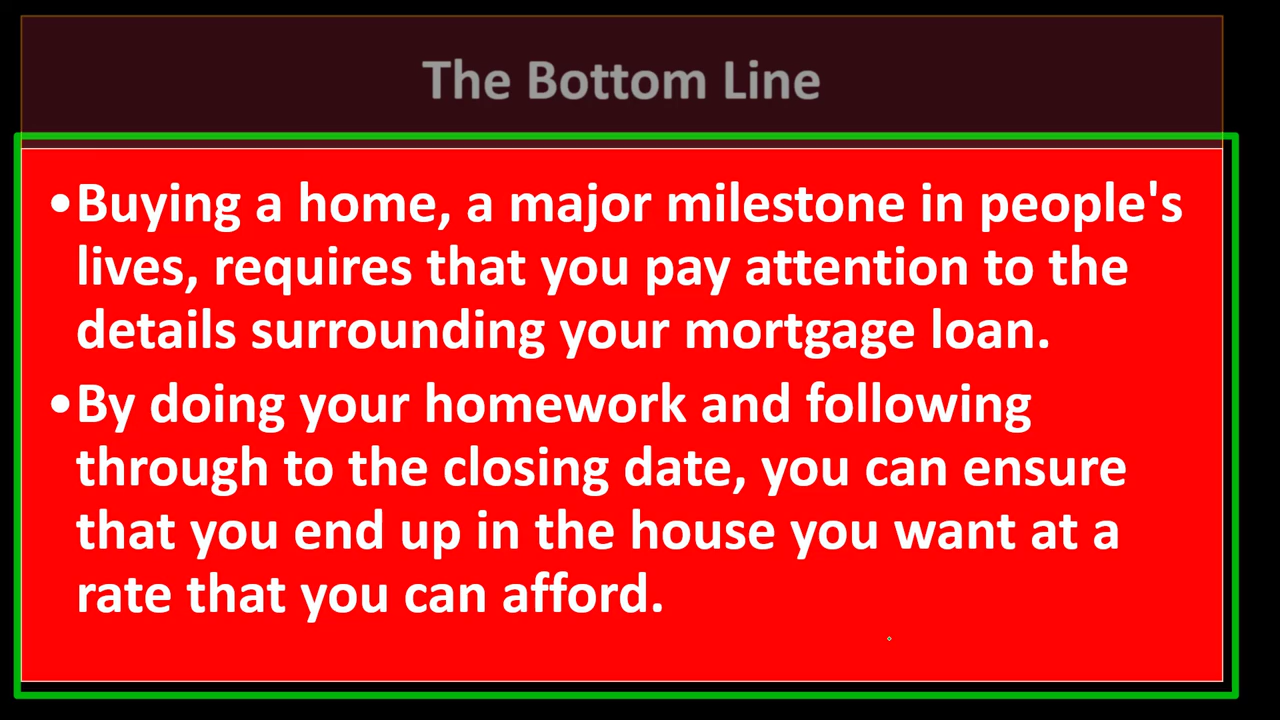 The Bottom Line
•Buying a home, a major milestone in people's
lives, requires that you pay attention to the
details surrounding your mortgage loan.
•By doing your homework and following
through to the closing date, you can ensure
that you end up in the house you want at a
rate that you can afford.